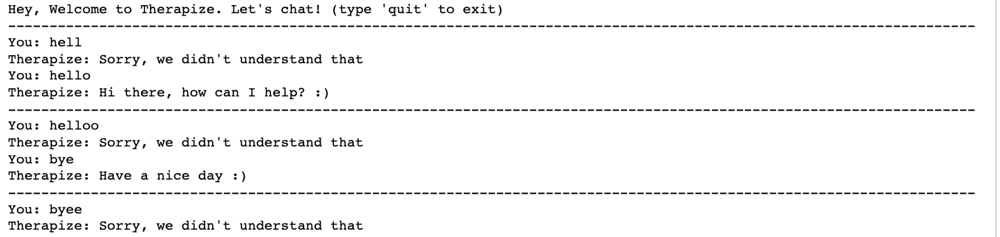 Hey, Welcome to Therapize. Let's chat! (type 'quit' to exit)
---------------------------------------------------------------------------------------------------------------------
You: hell
Therapize: Sorry, we didn't understand that
You: hello
Therapize: Hi there, how can I help? :)
---------------------------------------------------------------------------------------------------------------------
You: helloo
Therapize: Sorry, we didn't understand that
You: bye
Therapize: Have a nice day :)
---------------------------------------------------------------------------------------------------------------------
You: byee
Therapize: Sorry, we didn't understand that